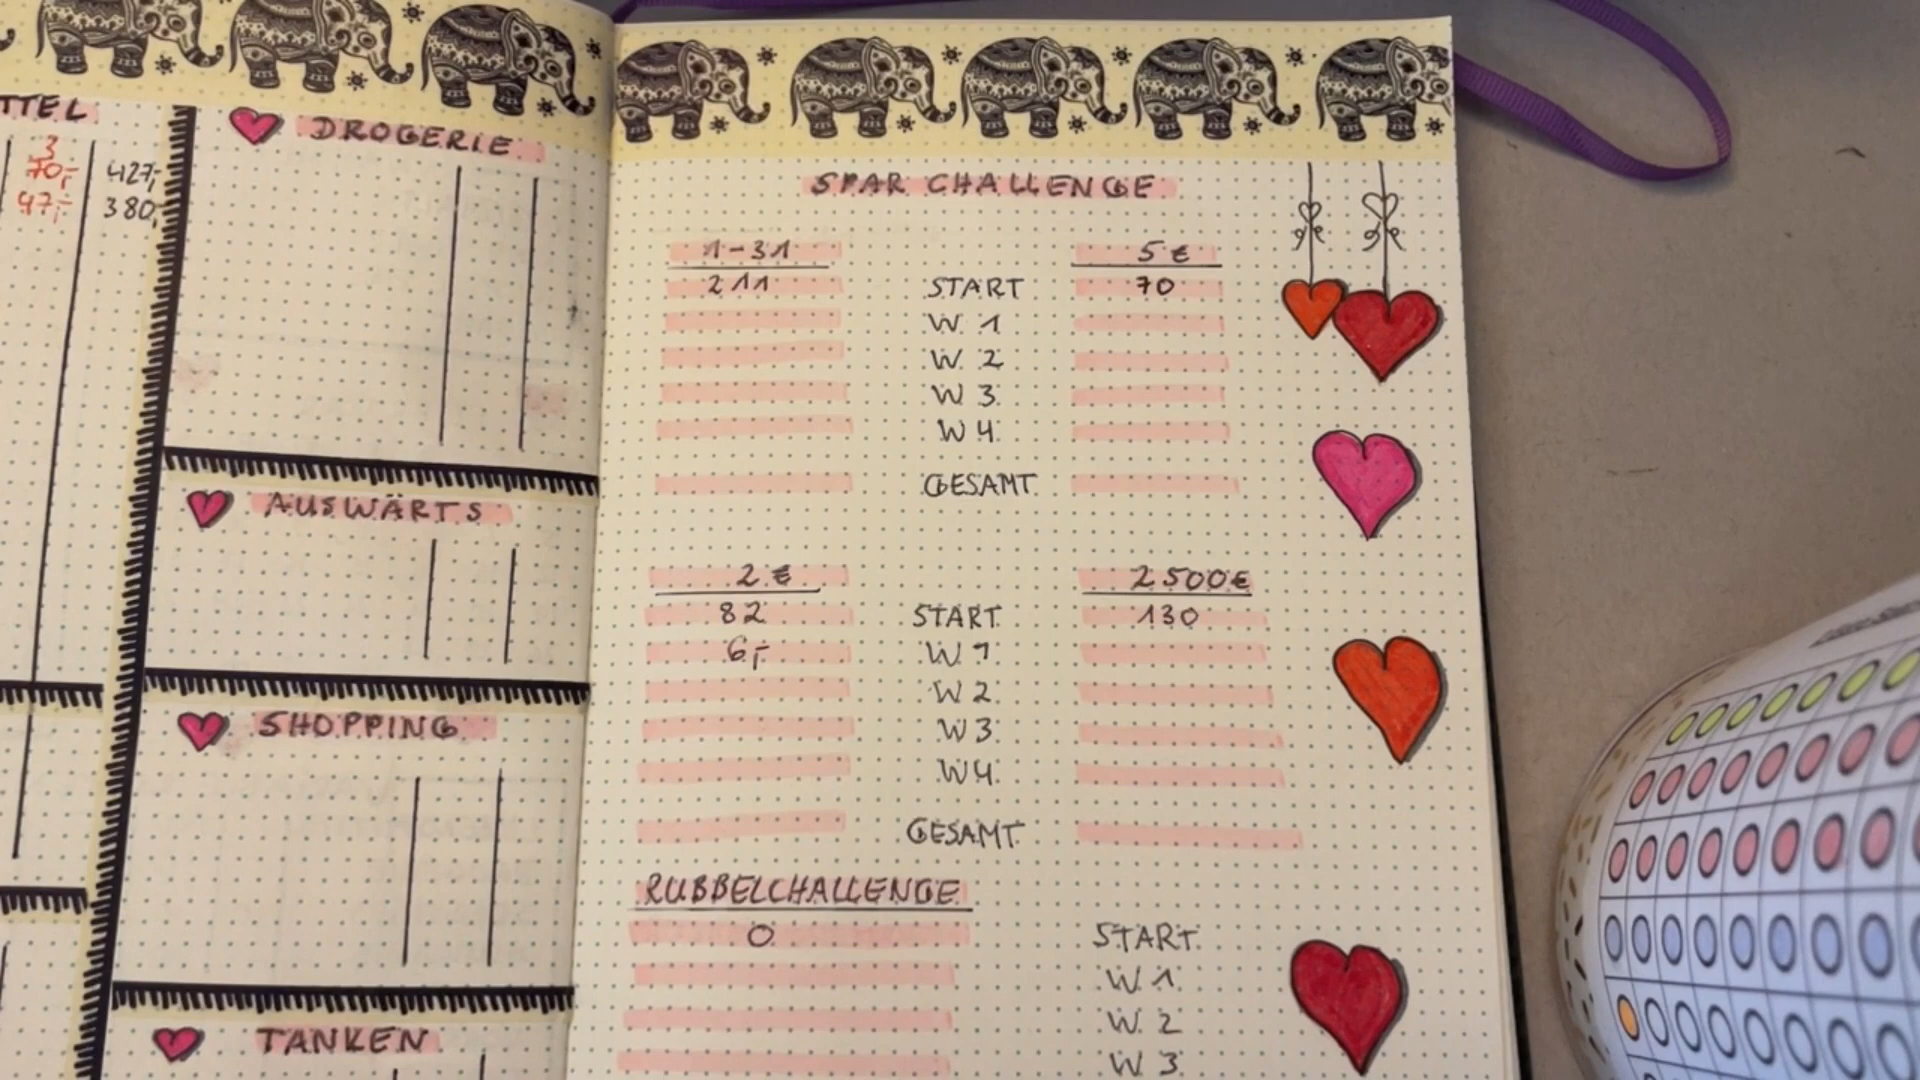 TTEL
3
70,-
427,-
47,-
380,-
DROGERIE
AUSWÄRTS
SHOPPING
TANKEN
SPAR CHALLENGE
1-31 5 €
211 START 70
W 1
W 2
W 3
W 4
GESAMT
2 € 2500€
82 START 130
6,- W 1
W 2
W 3
W 4
GESAMT
RUBBELCHALLENGE
0 START
W 1
W 2
W 3